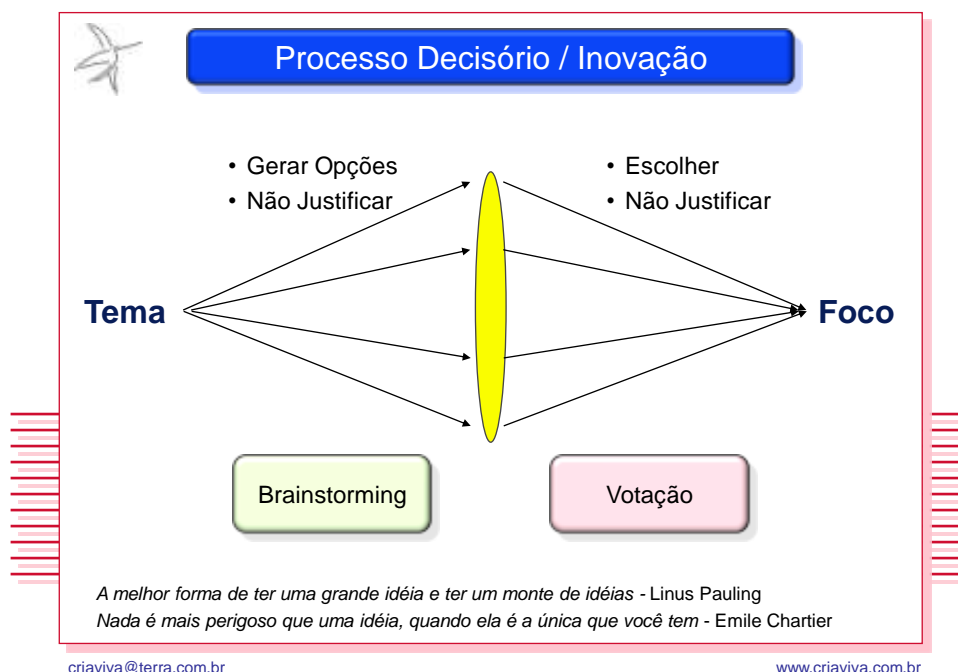 Processo Decisório / Inovação
• Gerar Opções
• Não Justificar
• Escolher
• Não Justificar
Tema
Foco
Brainstorming
Votação
A melhor forma de ter uma grande idéia e ter um monte de idéias - Linus Pauling
Nada é mais perigoso que uma idéia, quando ela é a única que você tem - Emile Chartier
criaviva@terra.com.br
www.criaviva.com.br